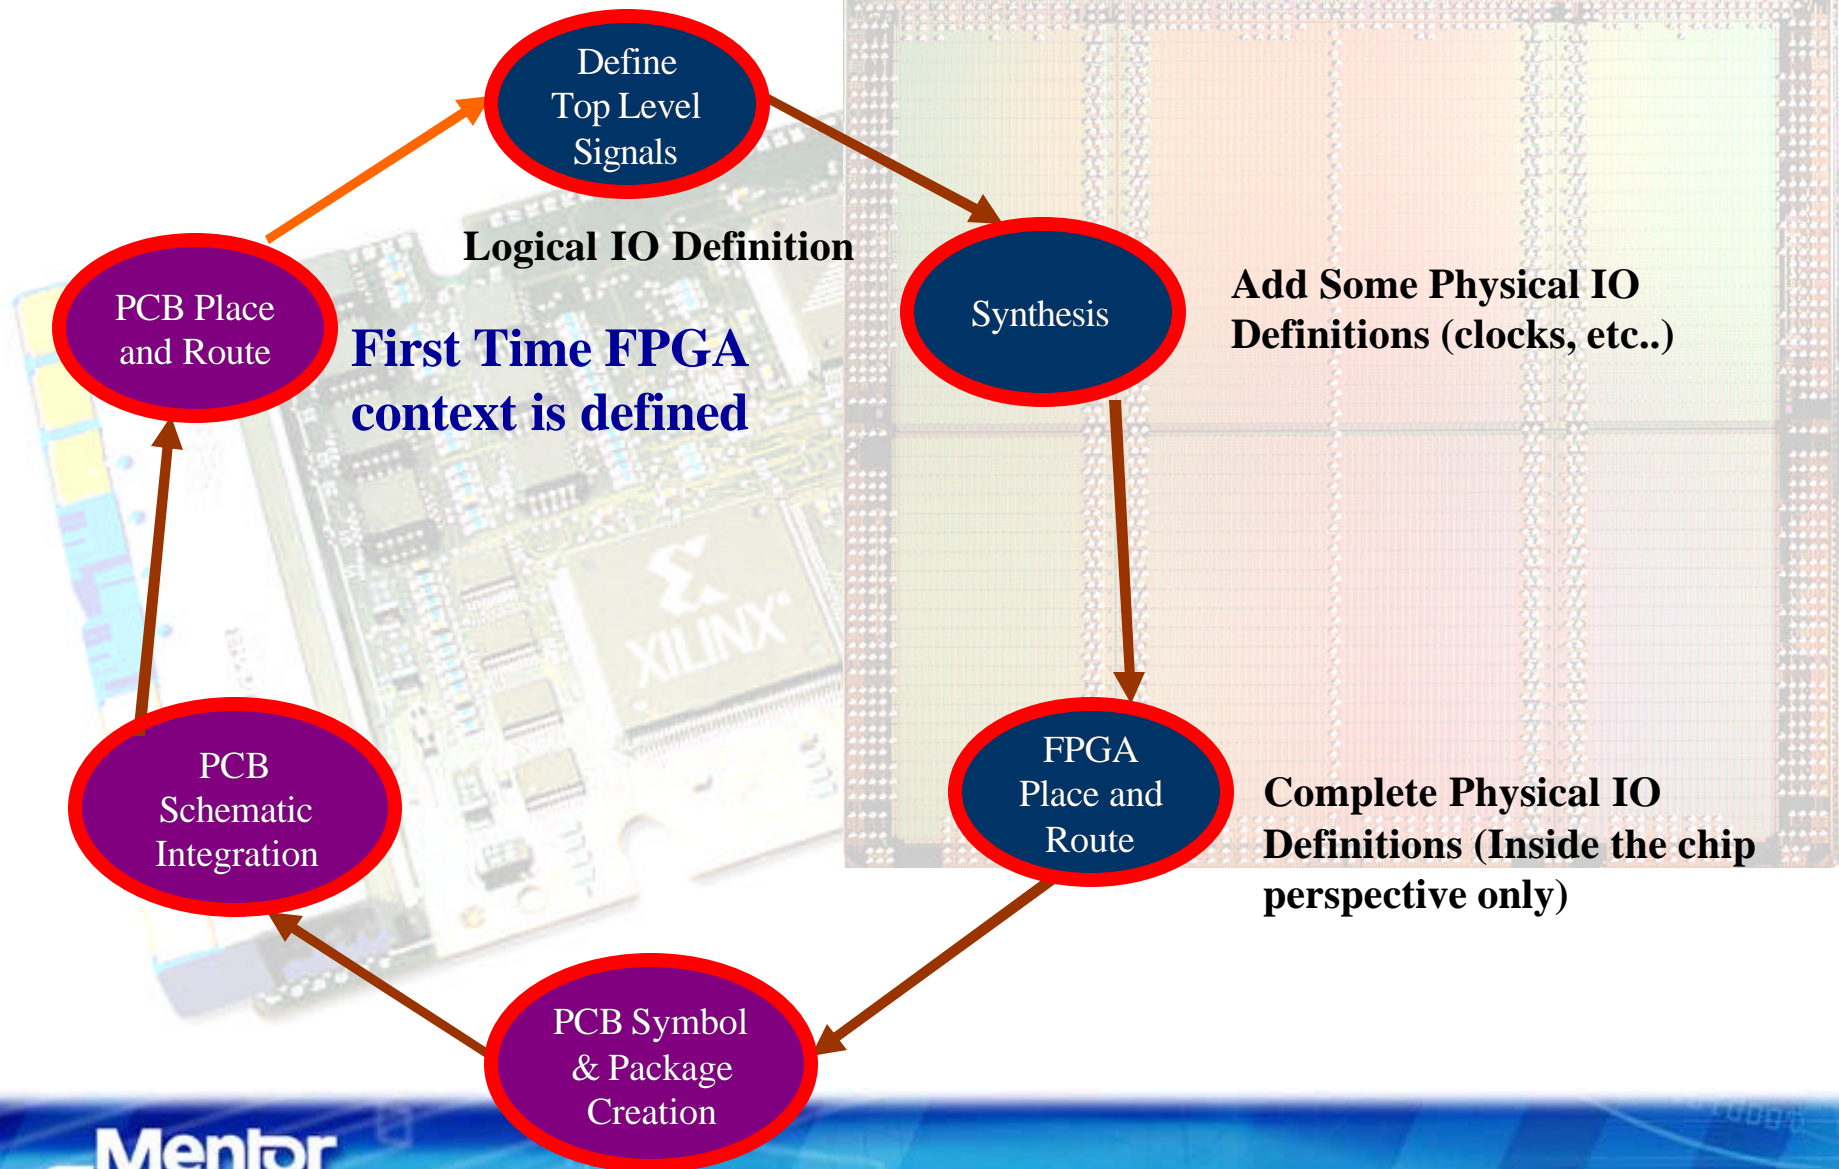 Define
Top Level
Signals
Logical IO Definition
PCB Place
and Route
First Time FPGA
context is defined
Synthesis
Add Some Physical IO
Definitions (clocks, etc..)
XILINX
PCB
Schematic
Integration
FPGA
Place and
Route
Complete Physical IO
Definitions (Inside the chip
perspective only)
PCB Symbol
& Package
Creation
Mentor